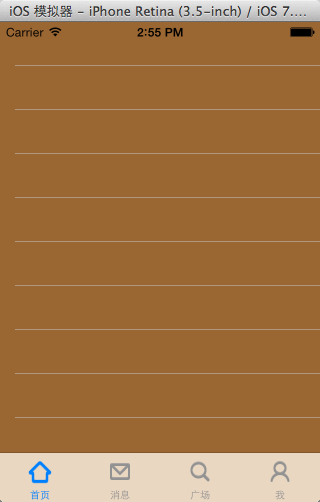 iOS 模拟器 – iPhone Retina (3.5-inch) / iOS 7....
Carrier 2:55 PM
首页 消息 广场 我